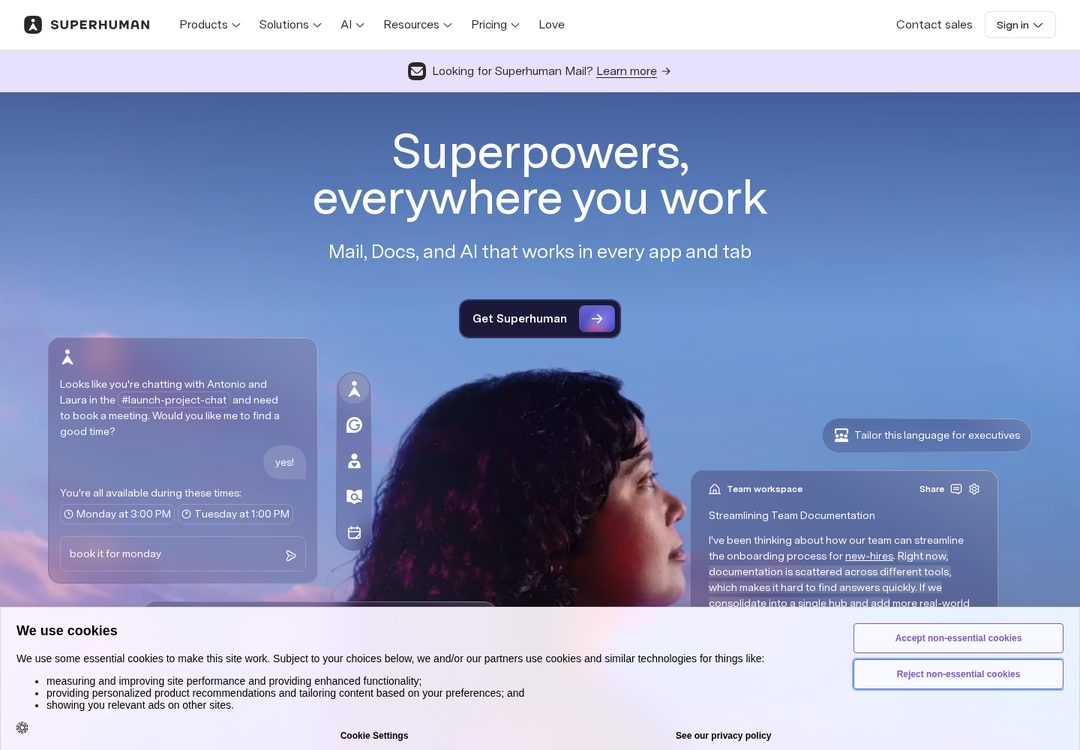 SUPERHUMAN
Products
Solutions
AI
Resources
Pricing
Love
Contact sales
Sign in
Looking for Superhuman Mail? Learn more →
Superpowers,
everywhere you work
Mail, Docs, and AI that works in every app and tab
Get Superhuman
Looks like you're chatting with Antonio and
Laura in the #launch-project-chat and need
to book a meeting. Would you like me to find a
good time?
yes!
You're all available during these times:
Monday at 3:00 PM
Tuesday at 1:00 PM
book it for monday
Tailor this language for executives
Team workspace
Share
Streamlining Team Documentation
I've been thinking about how our team can streamline
the onboarding process for new-hires. Right now,
documentation is scattered across different tools,
which makes it hard to find answers quickly. If we
consolidate into a single hub and add more real-world
We use cookies
We use some essential cookies to make this site work. Subject to your choices below, we and/or our partners use cookies and similar technologies for things like:
• measuring and improving site performance and providing enhanced functionality;
• providing personalized product recommendations and tailoring content based on your preferences; and
• showing you relevant ads on other sites.
Accept non-essential cookies
Reject non-essential cookies
Cookie Settings
See our privacy policy